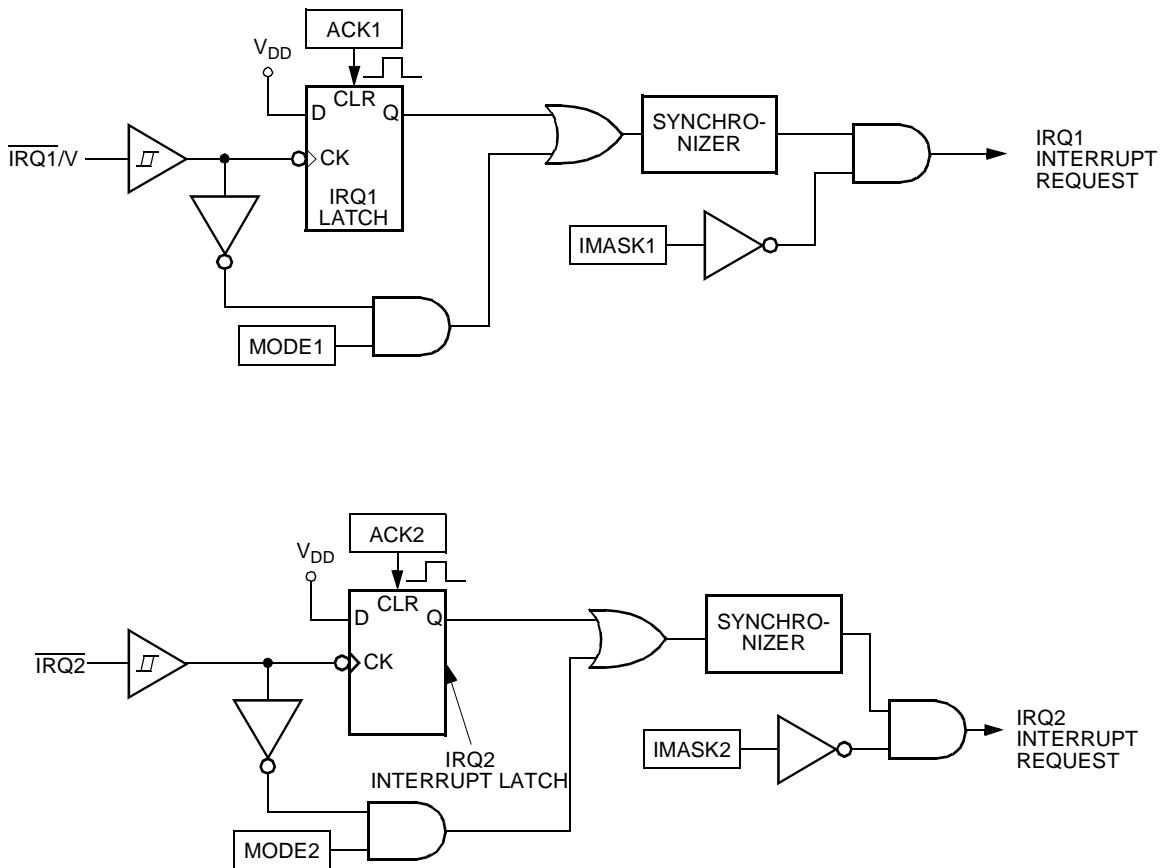 ACK1
VDD
CLR
D
Q
CK
IRQ1
LATCH
IRQ1/V
MODE1
SYNCHRO-
NIZER
IMASK1
IRQ1
INTERRUPT
REQUEST
ACK2
VDD
CLR
D
Q
CK
IRQ2
IRQ2
INTERRUPT LATCH
MODE2
SYNCHRO-
NIZER
IMASK2
IRQ2
INTERRUPT
REQUEST